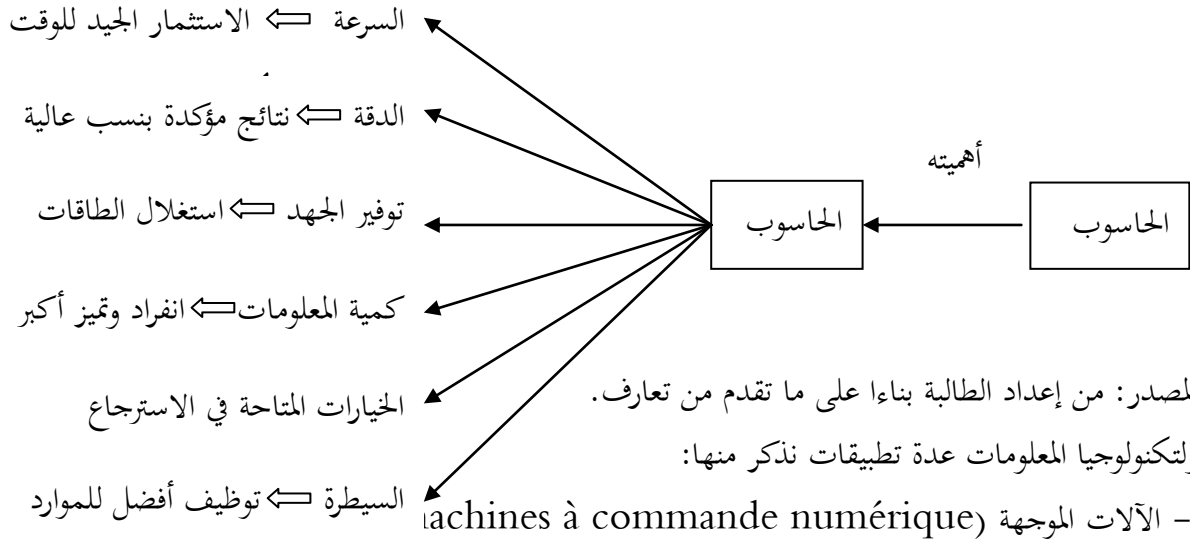 السرعة ⇐ الاستثمار الجيد للوقت
الدقة ⇐ نتائج مؤكدة بنسب عالية
أهميته
الحاسوب
الحاسوب
توفير الجهد ⇐ استغلال الطاقات
كمية المعلومات ⇐ انفراد وتميز أكبر
الخيارات المتاحة في الاسترجاع
السيطرة ⇐ توظيف أفضل للموارد
لمصدر: من إعداد الطالبة بناءا على ما تقدم من تعارف.
لتكنولوجيا المعلومات عدة تطبيقات نذكر منها:
– الآلات الموجهة (achines à commande numérique